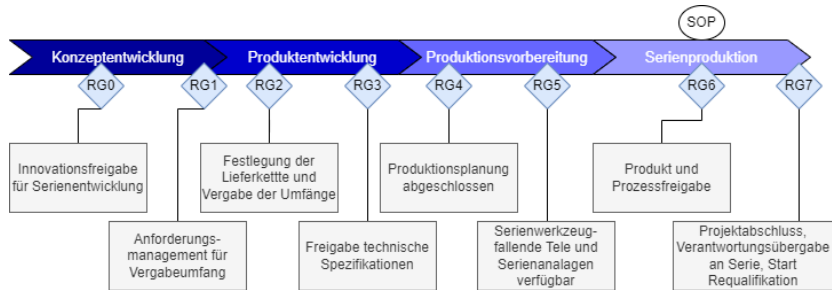 SOP
Konzeptentwicklung
Produktentwicklung
Produktionsvorbereitung
Serienproduktion
RG0
RG1
RG2
RG3
RG4
RG5
RG6
RG7
Innovationsfreigabe
für Serienentwicklung
Festlegung der
Lieferkettte und
Vergabe der Umfänge
Produktionsplanung
abgeschlossen
Produkt und
Prozessfreigabe
Anforderungs-
management für
Vergabeumfang
Freigabe technische
Spezifikationen
Serienwerkzeug-
fallende Tele und
Serienanalagen
verfügbar
Projektabschluss,
Verantwortungsübergabe
an Serie, Start
Requalifikation